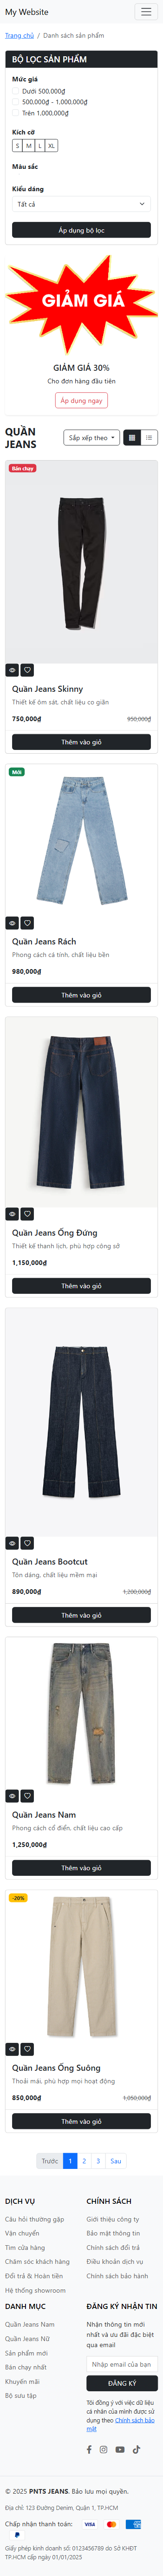 My Website
Trang chủ / Danh sách sản phẩm
BỘ LỌC SẢN PHẨM
Mức giá
Dưới 500,000₫
500,000₫ - 1,000,000₫
Trên 1,000,000₫
Kích cỡ
S M L XL
Màu sắc
Kiểu dáng
Tất cả
Áp dụng bộ lọc
GIẢM GIÁ
GIẢM GIÁ 30%
Cho đơn hàng đầu tiên
Áp dụng ngay
QUẦN JEANS
Sắp xếp theo
Bán chạy
Quần Jeans Skinny
Thiết kế ôm sát, chất liệu co giãn
750,000₫ 950,000₫
Thêm vào giỏ
Mới
Quần Jeans Rách
Phong cách cá tính, chất liệu bền
980,000₫
Thêm vào giỏ
Quần Jeans Ống Đứng
Thiết kế thanh lịch, phù hợp công sở
1,150,000₫
Thêm vào giỏ
Quần Jeans Bootcut
Tôn dáng, chất liệu mềm mại
890,000₫ 1,200,000₫
Thêm vào giỏ
Quần Jeans Nam
Phong cách cổ điển, chất liệu cao cấp
1,250,000₫
Thêm vào giỏ
-20%
Quần Jeans Ống Suông
Thoải mái, phù hợp mọi hoạt động
850,000₫ 1,050,000₫
Thêm vào giỏ
Trước 1 2 3 Sau
DỊCH VỤ
Câu hỏi thường gặp
Vận chuyển
Tìm cửa hàng
Chăm sóc khách hàng
Đổi trả & Hoàn tiền
Hệ thống showroom
CHÍNH SÁCH
Giới thiệu công ty
Bảo mật thông tin
Chính sách đổi trả
Điều khoản dịch vụ
Chính sách bảo hành
DANH MỤC
Quần Jeans Nam
Quần Jeans Nữ
Sản phẩm mới
Bán chạy nhất
Khuyến mãi
Bộ sưu tập
ĐĂNG KÝ NHẬN TIN
Nhận thông tin mới nhất và ưu đãi đặc biệt qua email
Nhập email của bạn
ĐĂNG KÝ
Tôi đồng ý với việc dữ liệu cá nhân của mình được sử dụng theo Chính sách bảo mật
© 2025 PNTS JEANS. Bảo lưu mọi quyền.
Địa chỉ: 123 Đường Denim, Quận 1, TP.HCM
Chấp nhận thanh toán: VISA
Giấy phép kinh doanh số: 0123456789 do Sở KHĐT TP.HCM cấp ngày 01/01/2025